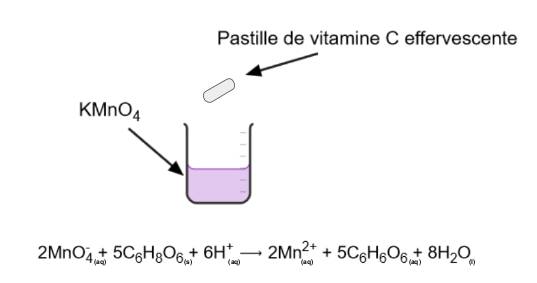 Pastille de vitamine C effervescente
KMnO₄
2MnO₄⁻(aq) + 5C₆H₈O₆(s) + 6H⁺(aq) → 2Mn²⁺(aq) + 5C₆H₆O₆(aq) + 8H₂O(l)